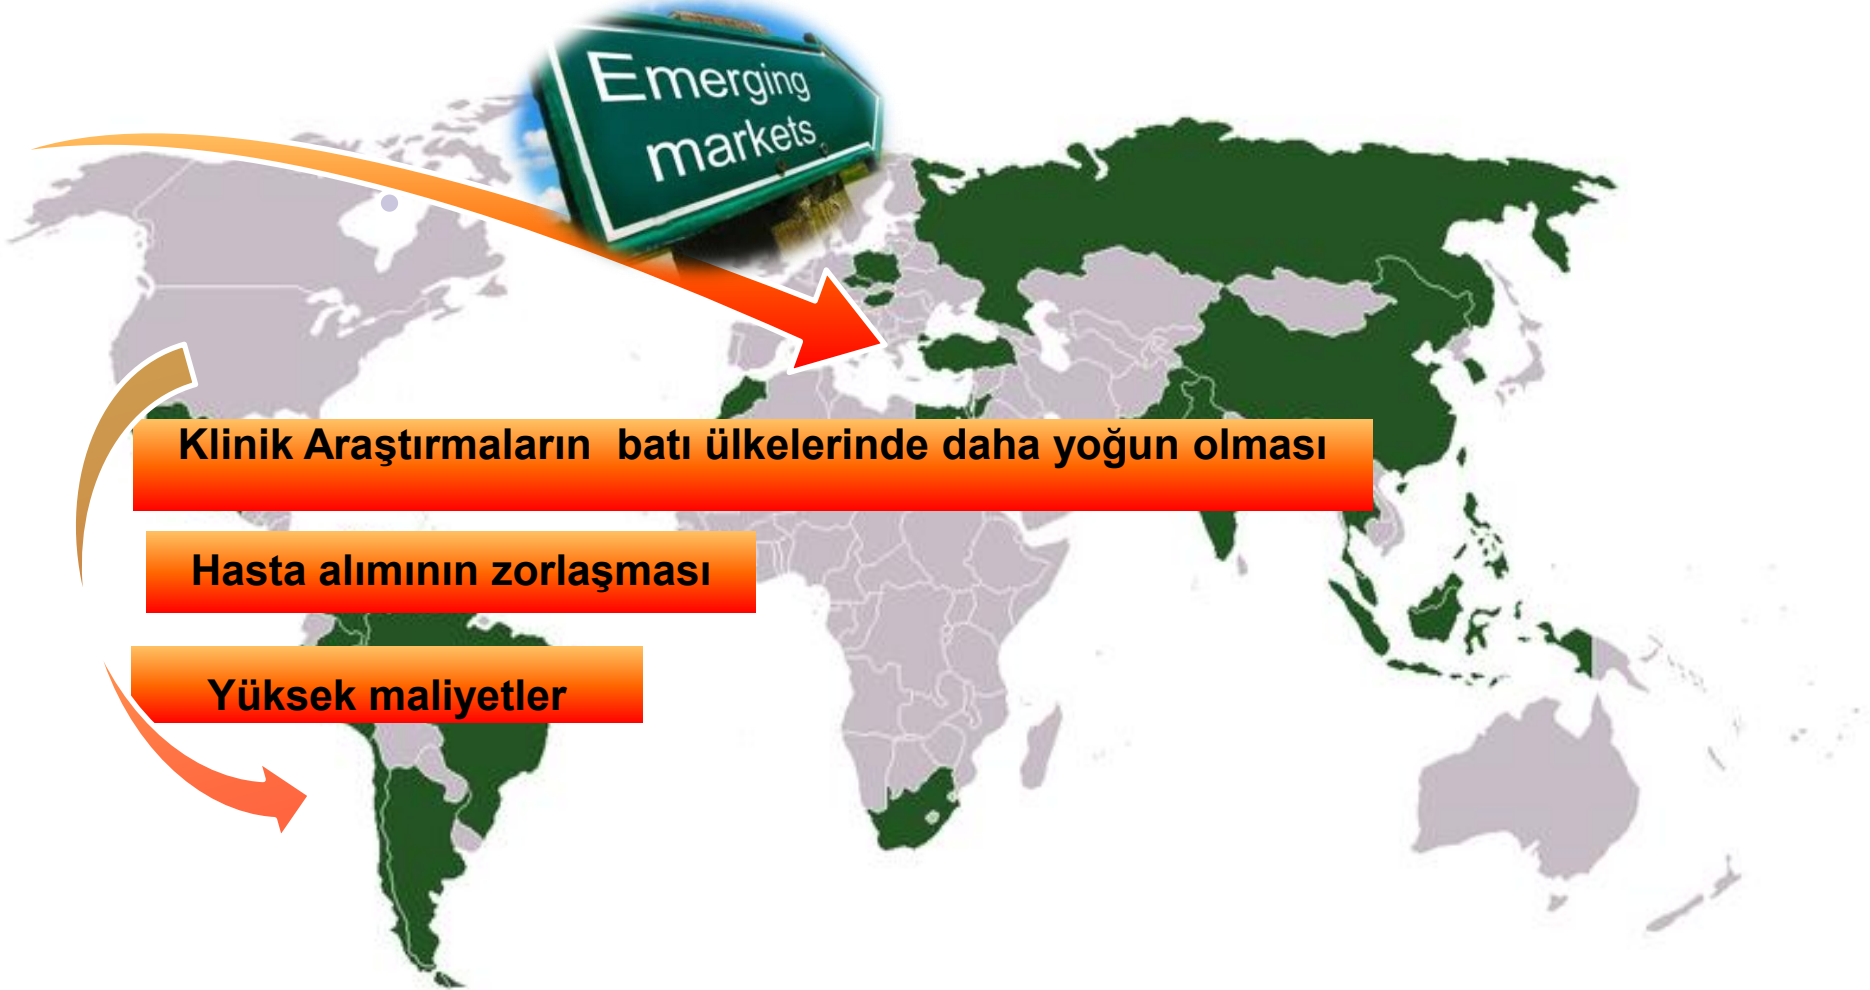 Emerging
markets
Klinik Araştırmaların  batı ülkelerinde daha yoğun olması
Hasta alımının zorlaşması
Yüksek maliyetler